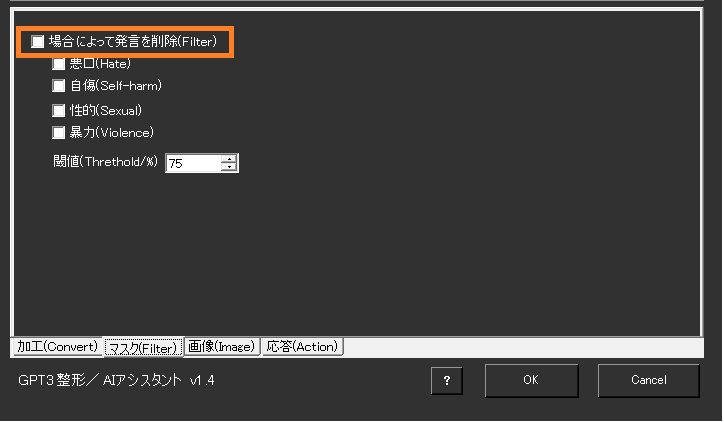 場合によって発言を削除(Filter)
悪口(Hate)
自傷(Self-harm)
性的(Sexual)
暴力(Violence)
閾値(Threthold/%) 75
加工(Convert) マスク(Filter) 画像(Image) 応答(Action)
GPT3 整形／AIアシスタント v1.4 ? OK Cancel